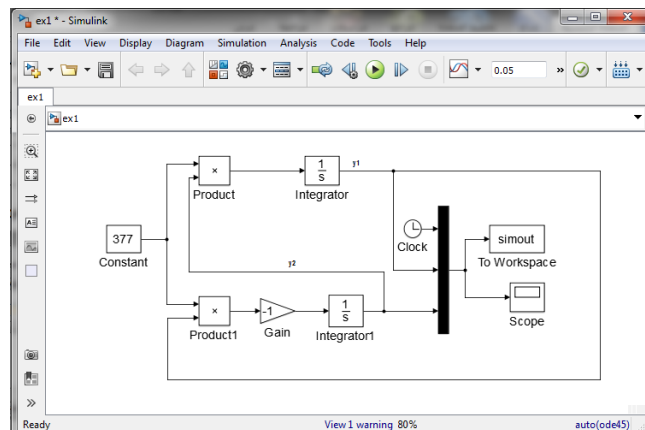 ex1 * - Simulink
File Edit View Display Diagram Simulation Analysis Code Tools Help
0.05 »
ex1
ex1
×
Product
1
s
Integrator
y1
377
Constant
Clock
simout
To Workspace
y2
×
Product1
-1
Gain
1
s
Integrator1
Scope
Ready View 1 warning 80% auto(ode45)